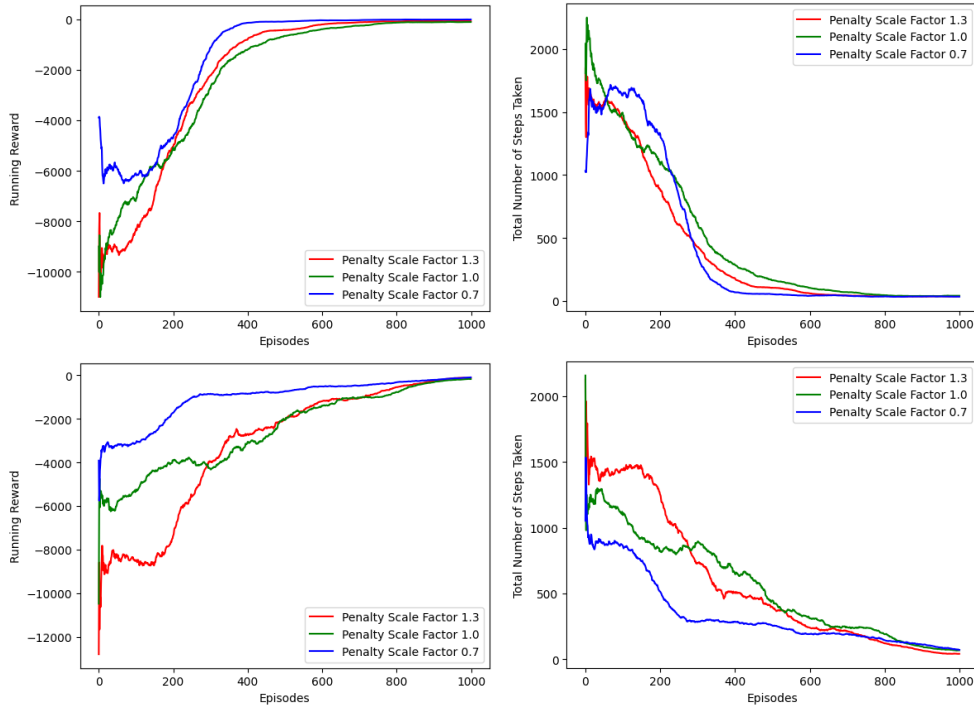 0
−2000
−4000
−6000
−8000
−10000
Running Reward
Penalty Scale Factor 1.3
Penalty Scale Factor 1.0
Penalty Scale Factor 0.7
0 200 400 600 800 1000
Episodes
2000
1500
1000
500
0
Total Number of Steps Taken
Penalty Scale Factor 1.3
Penalty Scale Factor 1.0
Penalty Scale Factor 0.7
0 200 400 600 800 1000
Episodes
0
−2000
−4000
−6000
−8000
−10000
−12000
Running Reward
Penalty Scale Factor 1.3
Penalty Scale Factor 1.0
Penalty Scale Factor 0.7
0 200 400 600 800 1000
Episodes
2000
1500
1000
500
0
Total Number of Steps Taken
Penalty Scale Factor 1.3
Penalty Scale Factor 1.0
Penalty Scale Factor 0.7
0 200 400 600 800 1000
Episodes